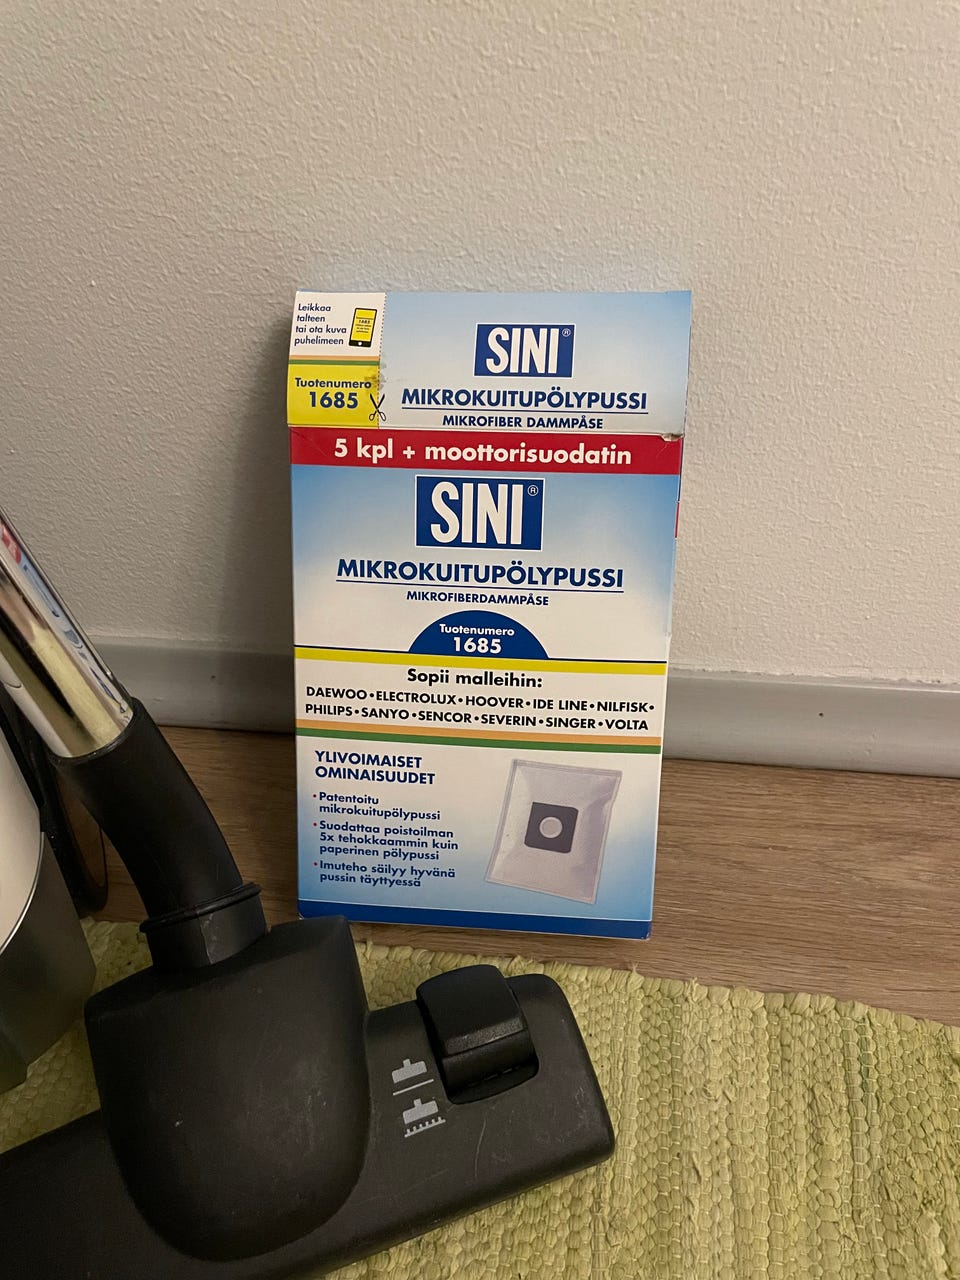 Leikkaa
talteen
tai ota kuva
puhelimeen
1685
Tuotenumero
1685
SINI®
MIKROKUITUPÖLYPUSSI
MIKROFIBER DAMMPÅSE
5 kpl + moottorisuodatin
SINI®
MIKROKUITUPÖLYPUSSI
MIKROFIBERDAMMPÅSE
Tuotenumero
1685
Sopii malleihin:
DAEWOO•ELECTROLUX•HOOVER•IDE LINE•NILFISK•
PHILIPS•SANYO•SENCOR•SEVERIN•SINGER•VOLTA
YLIVOIMAISET
OMINAISUUDET
•Patentoitu
mikrokuitupölypussi
•Suodattaa poistoilman
5x tehokkaammin kuin
paperinen pölypussi
•Imuteho säilyy hyvänä
pussin täyttyessä